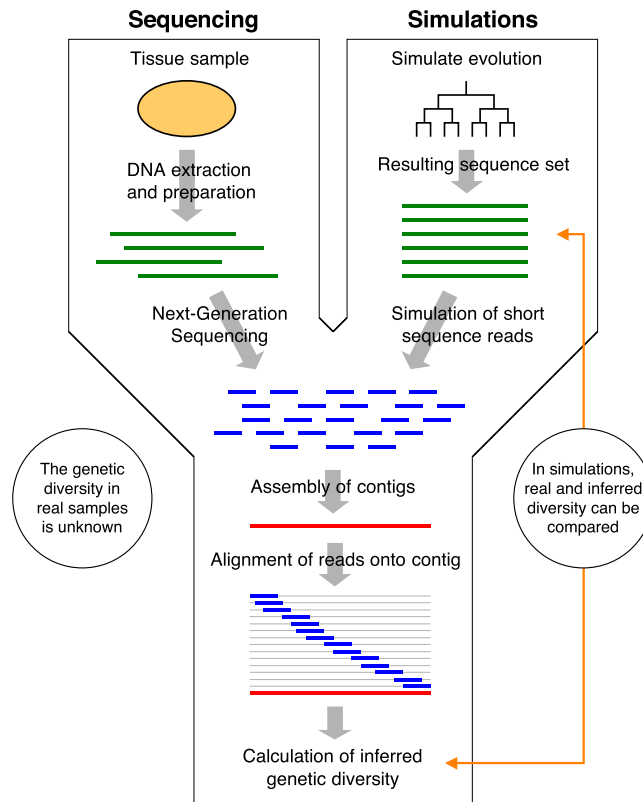 Sequencing
Simulations
Tissue sample
Simulate evolution
DNA extraction
and preparation
Resulting sequence set
Next-Generation
Sequencing
Simulation of short
sequence reads
The genetic
diversity in
real samples
is unknown
In simulations,
real and inferred
diversity can be
compared
Assembly of contigs
Alignment of reads onto contig
Calculation of inferred
genetic diversity